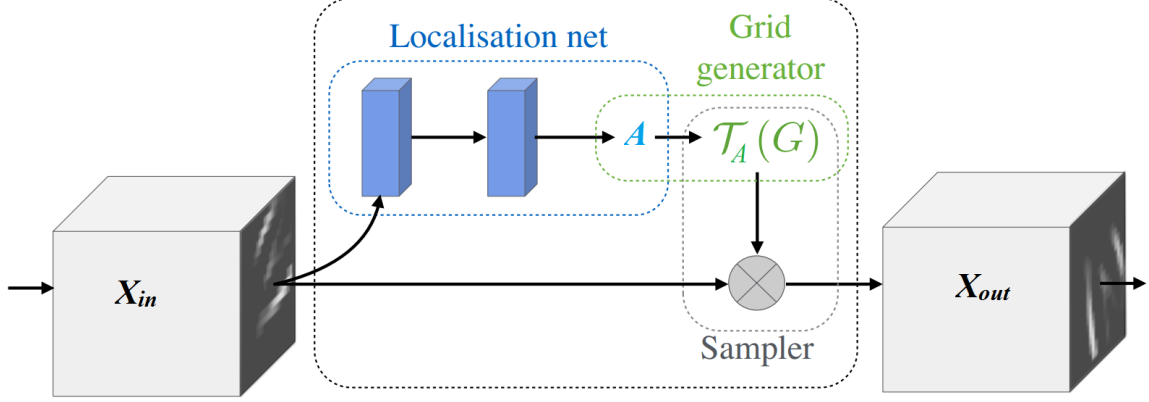 Localisation net
Grid
generator
A
𝒯_A (G)
X_in
X_out
Sampler